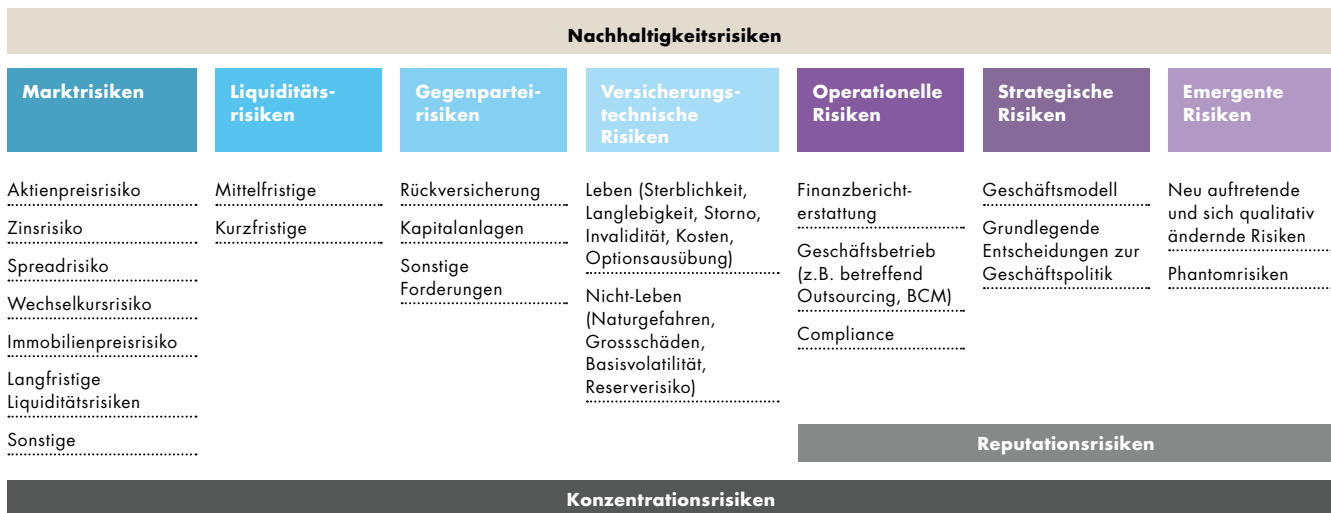 Nachhaltigkeitsrisiken
Marktrisiken
Aktienpreisrisiko
Zinsrisiko
Spreadrisiko
Wechselkursrisiko
Immobilienpreisrisiko
Langfristige
Liquiditätsrisiken
Sonstige
Liquiditäts-
risiken
Mittelfristige
Kurzfristige
Gegenpartei-
risiken
Rückversicherung
Kapitalanlagen
Sonstige
Forderungen
Versicherungs-
technische
Risiken
Leben (Sterblichkeit,
Langlebigkeit, Storno,
Invalidität, Kosten,
Optionsausübung)
Nicht-Leben
(Naturgefahren,
Grossschäden,
Basisvolatilität,
Reserverisiko)
Operationelle
Risiken
Finanzbericht-
erstattung
Geschäftsbetrieb
(z.B. betreffend
Outsourcing, BCM)
Compliance
Strategische
Risiken
Geschäftsmodell
Grundlegende
Entscheidungen zur
Geschäftspolitik
Emergente
Risiken
Neu auftretende
und sich qualitativ
ändernde Risiken
Phantomrisiken
Reputationsrisiken
Konzentrationsrisiken